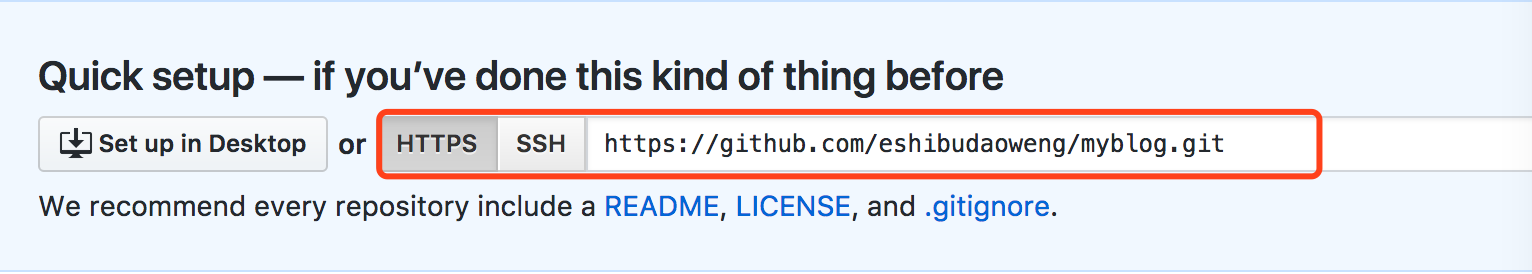 Quick setup — if you’ve done this kind of thing before
Set up in Desktop or HTTPS SSH https://github.com/eshibudaoweng/myblog.git
We recommend every repository include a README, LICENSE, and .gitignore.